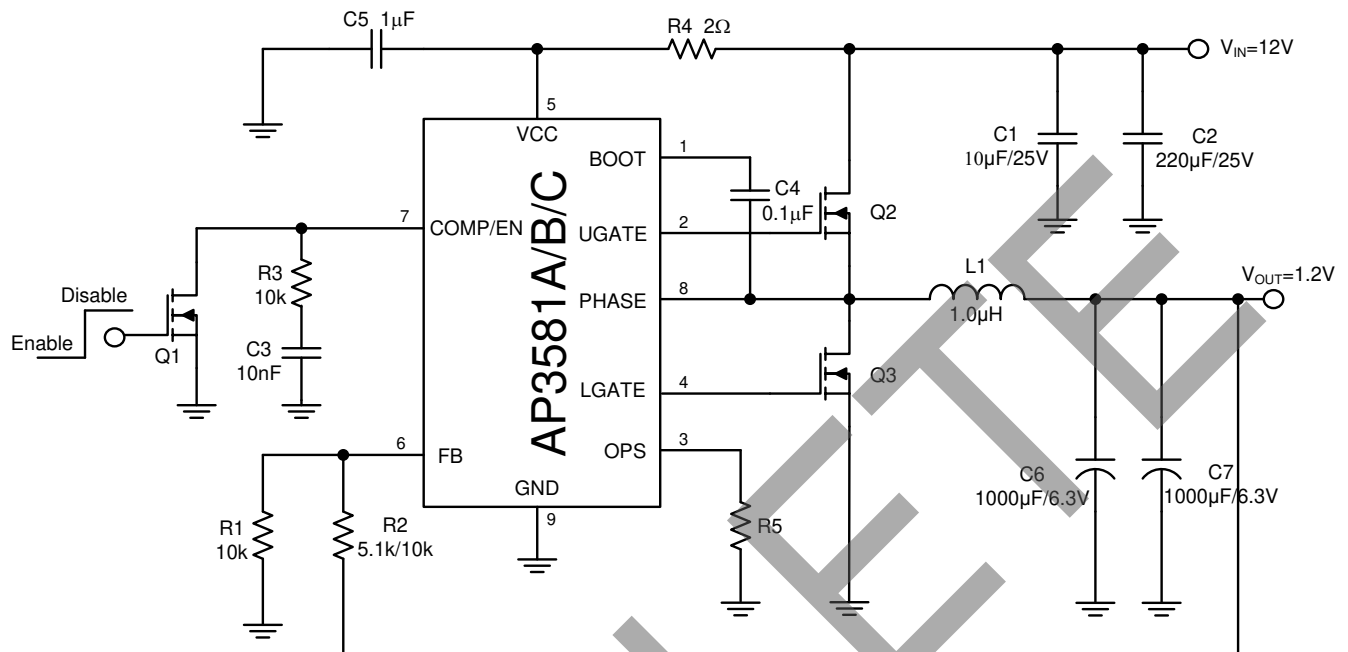 C5 1µF
R4 2Ω
V_IN=12V
5
VCC
1
BOOT
C1
10µF/25V
C2
220µF/25V
C4
0.1µF
AP3581A/B/C
7
COMP/EN
2
UGATE
Q2
R3
10k
Disable
Enable
Q1
C3
10nF
8
PHASE
L1
1.0µH
V_OUT=1.2V
4
LGATE
Q3
6
FB
3
OPS
GND
9
C6
1000µF/6.3V
C7
1000µF/6.3V
R1
10k
R2
5.1k/10k
R5